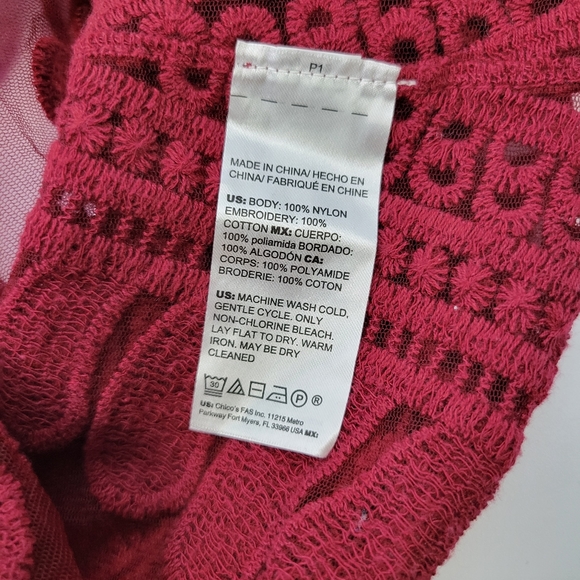 P1
MADE IN CHINA/ HECHO EN
CHINA/ FABRIQUÉ EN CHINE
US: BODY: 100% NYLON
EMBROIDERY: 100%
COTTON MX: CUERPO:
100% poliamida BORDADO:
100% ALGODÓN CA:
CORPS: 100% POLYAMIDE
BRODERIE: 100% COTON
US: MACHINE WASH COLD,
GENTLE CYCLE. ONLY
NON-CHLORINE BLEACH.
LAY FLAT TO DRY. WARM
IRON. MAY BE DRY
CLEANED
30 P ®
US: Chico's FAS Inc. 11215 Metro
Parkway Fort Myers, FL 33966 USA MX: